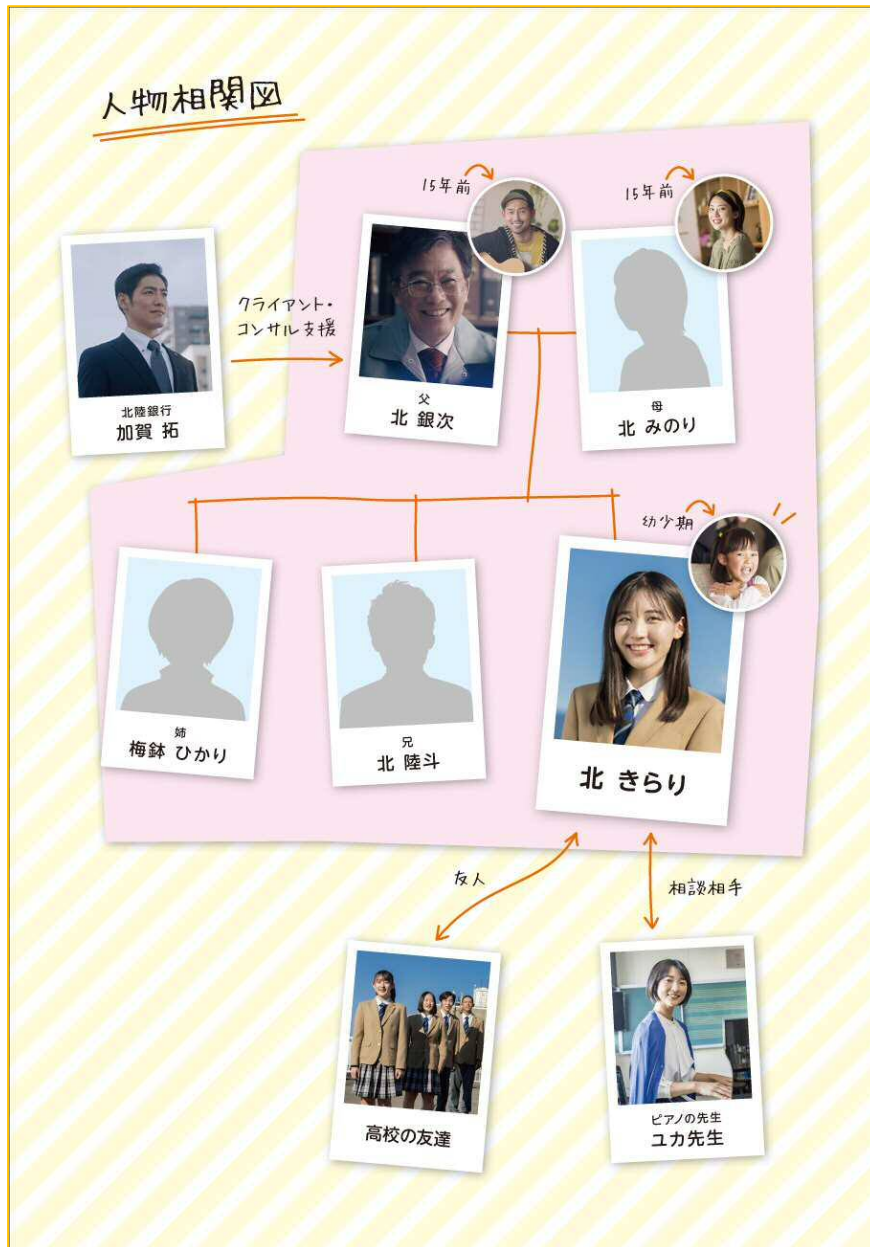 人物相関図
15年前
15年前
クライアント・
コンサル支援
北陸銀行
加賀 拓
父
北 銀次
母
北 みのり
幼少期
姉
梅鉢 ひかり
兄
北 陸斗
北 きらり
友人
相談相手
高校の友達
ピアノの先生
ユカ先生